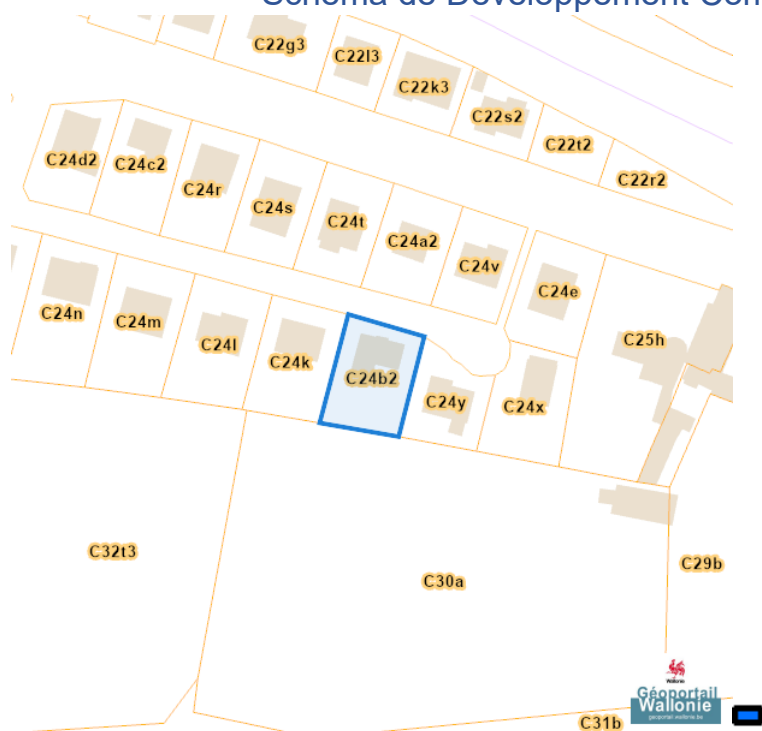 Schéma de Développement Com
C22g3
C22l3
C22k3
C22s2
C22t2
C22r2
C24d2
C24c2
C24r
C24s
C24t
C24a2
C24v
C24e
C24n
C24m
C24l
C24k
C24b2
C24y
C24x
C25h
C32t3
C30a
C29b
C31b
Wallonie
Géoportail
Wallonie
geoportail.wallonie.be